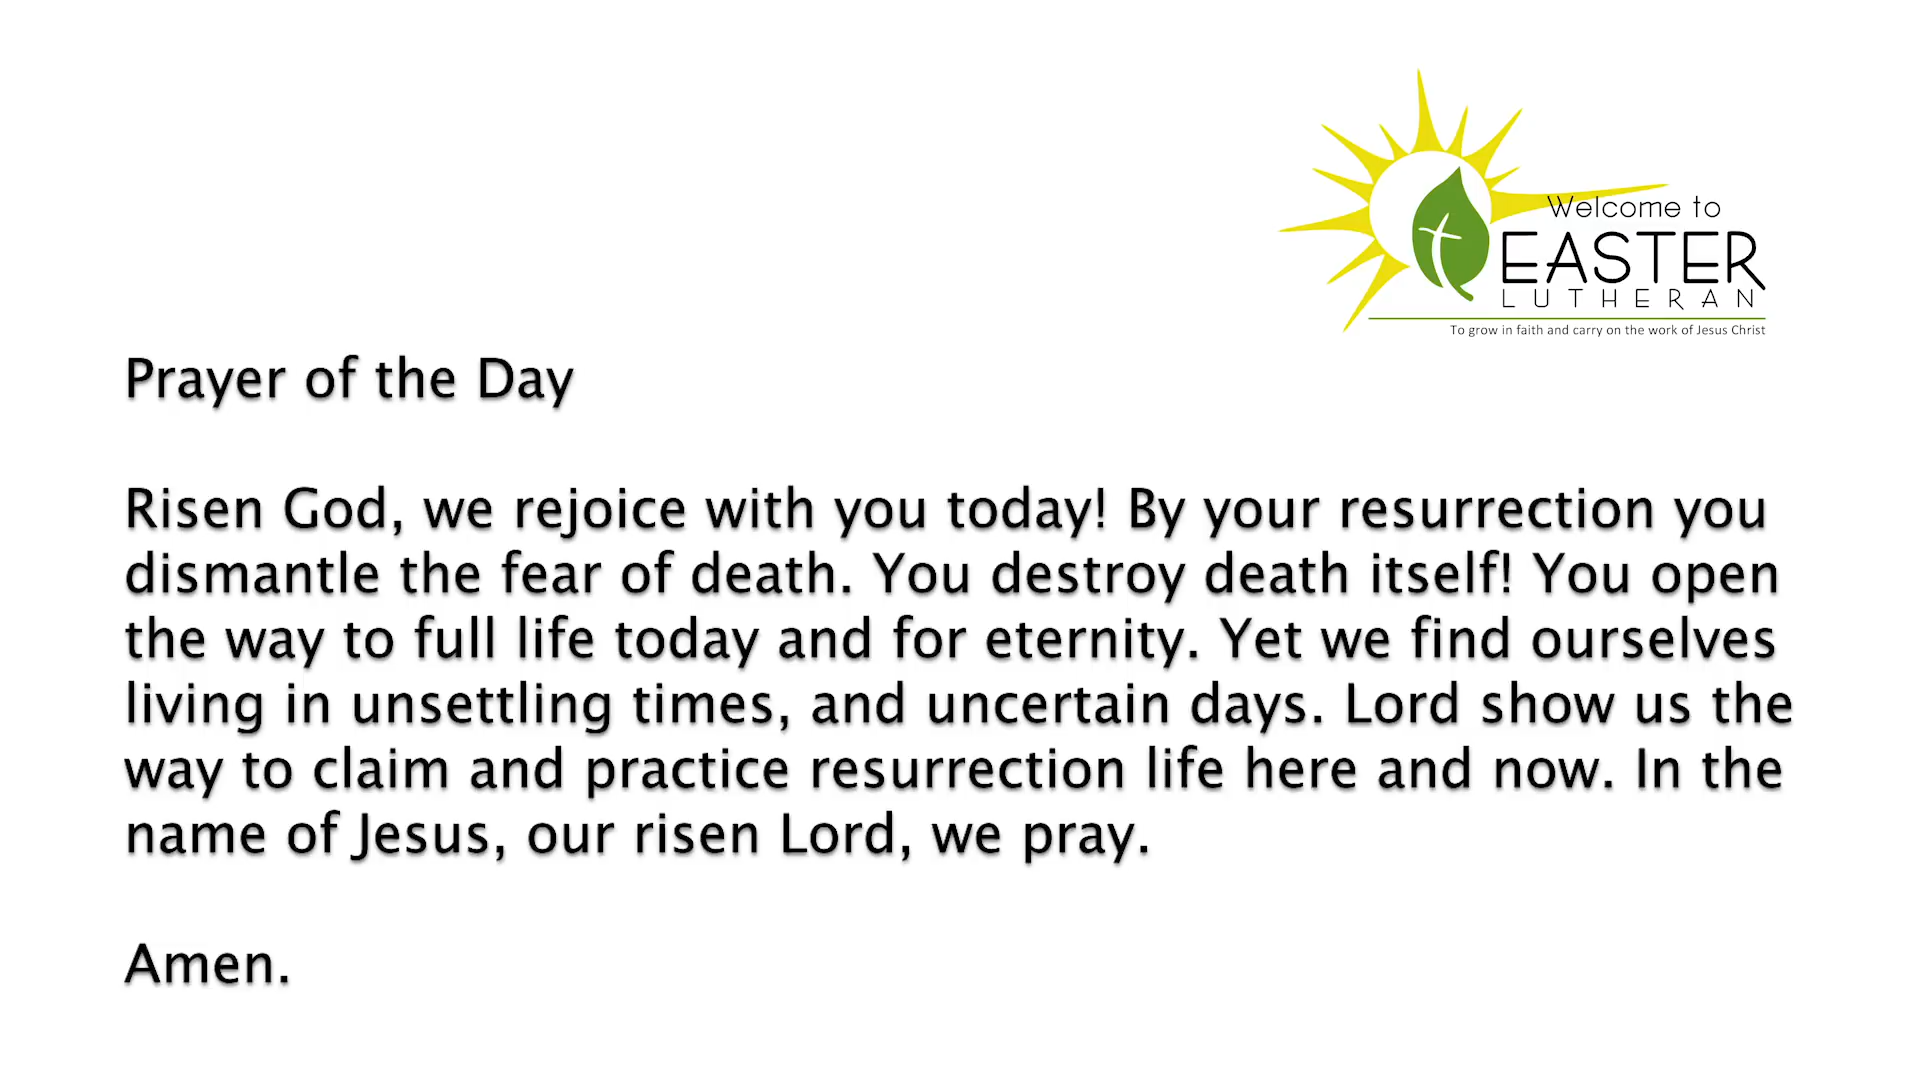 Welcome to
EASTER
LUTHERAN
To grow in faith and carry on the work of Jesus Christ
Prayer of the Day
Risen God, we rejoice with you today! By your resurrection you
dismantle the fear of death. You destroy death itself! You open
the way to full life today and for eternity. Yet we find ourselves
living in unsettling times, and uncertain days. Lord show us the
way to claim and practice resurrection life here and now. In the
name of Jesus, our risen Lord, we pray.
Amen.